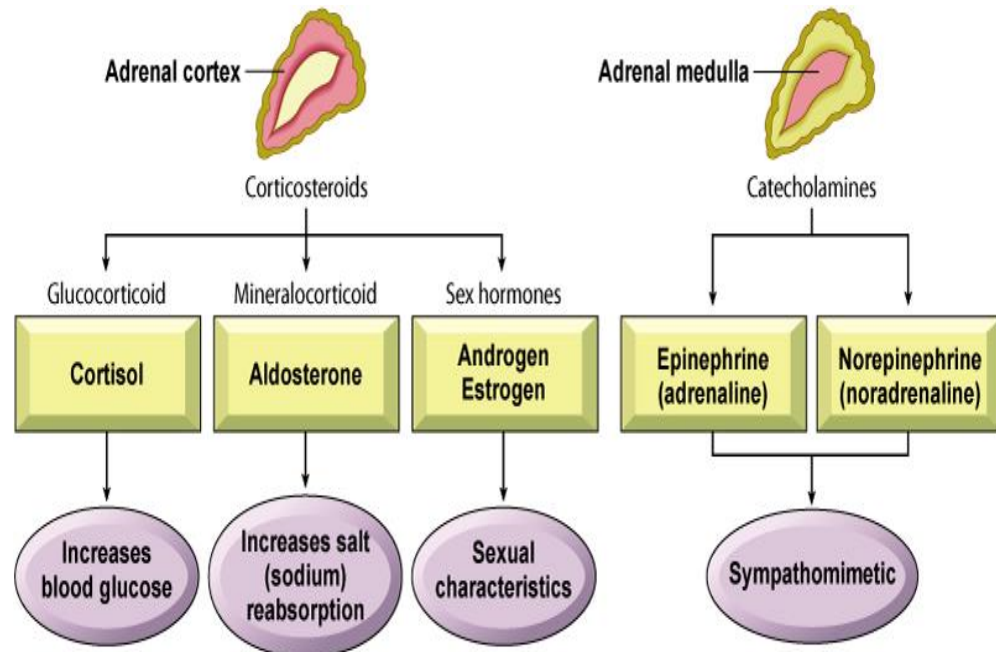 Adrenal cortex
Corticosteroids
Glucocorticoid
Cortisol
Increases
blood glucose
Mineralocorticoid
Aldosterone
Increases salt
(sodium)
reabsorption
Sex hormones
Androgen
Estrogen
Sexual
characteristics
Adrenal medulla
Catecholamines
Epinephrine
(adrenaline)
Norepinephrine
(noradrenaline)
Sympathomimetic